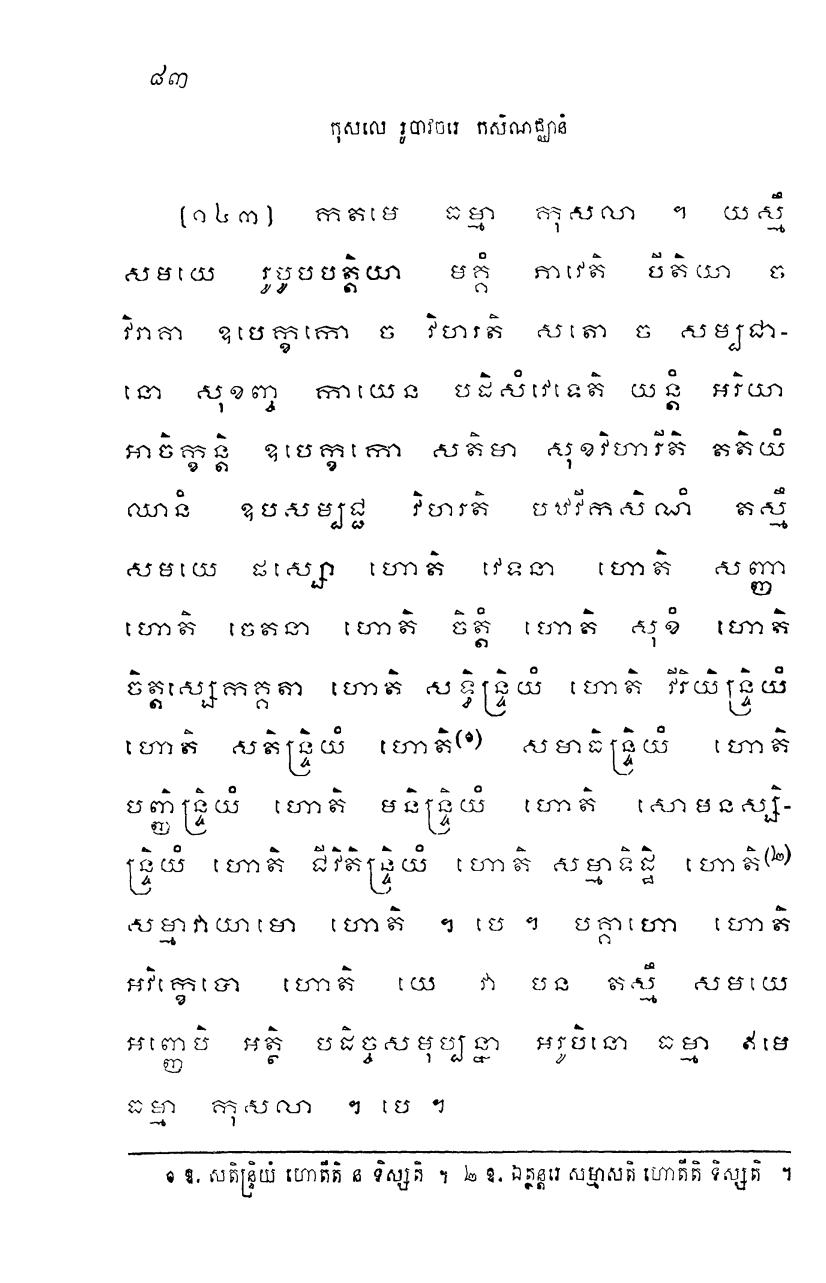 ៨៣
កុសលេ រូបាវចរេ កសិណជ្ឈានំ
[១៤៣] កតមេ ធម្មា កុសលា ។ យស្មឹ
សមយេ រូបូបបត្តិយា មគ្គំ ភាវេតិ បីតិយា ច
វិរាគា ឧបេក្ខកោ ច វិហរតិ សតោ ច សម្បជា-
នោ សុខញ្ច កាយេន បដិសំវេទេតិ យន្តំ អរិយា
អាចិក្ខន្តិ ឧបេក្ខកោ សតិមា សុខវិហារីតិ តតិយំ
ឈានំ ឧបសម្បជ្ជ វិហរតិ បឋវីកសិណំ តស្មឹ
សមយេ ផស្សោ ហោតិ វេទនា ហោតិ សញ្ញា
ហោតិ ចេតនា ហោតិ ចិត្តំ ហោតិ សុខំ ហោតិ
ចិត្តស្សេកគ្គតា ហោតិ សទ្ធិន្ទ្រិយំ ហោតិ វីរិយិន្ទ្រិយំ
ហោតិ សតិន្ទ្រិយំ ហោតិ(១) សមាធិន្ទ្រិយំ ហោតិ
បញ្ញិន្ទ្រិយំ ហោតិ មនិន្ទ្រិយំ ហោតិ សោមនស្សិ-
ន្ទ្រិយំ ហោតិ ជីវិតិន្ទ្រិយំ ហោតិ សម្មាទិដ្ឋិ ហោតិ(២)
សម្មាវាយាមោ ហោតិ ។ បេ ។ បគ្គាហោ ហោតិ
អវិក្ខេបោ ហោតិ យេ វា បន តស្មឹ សមយេ
អញ្ញេបិ អត្ថិ បដិច្ចសមុប្បន្នា អរូបិនោ ធម្មា ឥមេ
ធម្មា កុសលា ។ បេ ។
១ ឱ. សតិន្ទ្រិយំ ហោតីតិ ន ទិស្សតិ ។ ២ ឱ. ឯត្ថន្តរេ សម្មាសតិ ហោតីតិ ទិស្សតិ ។